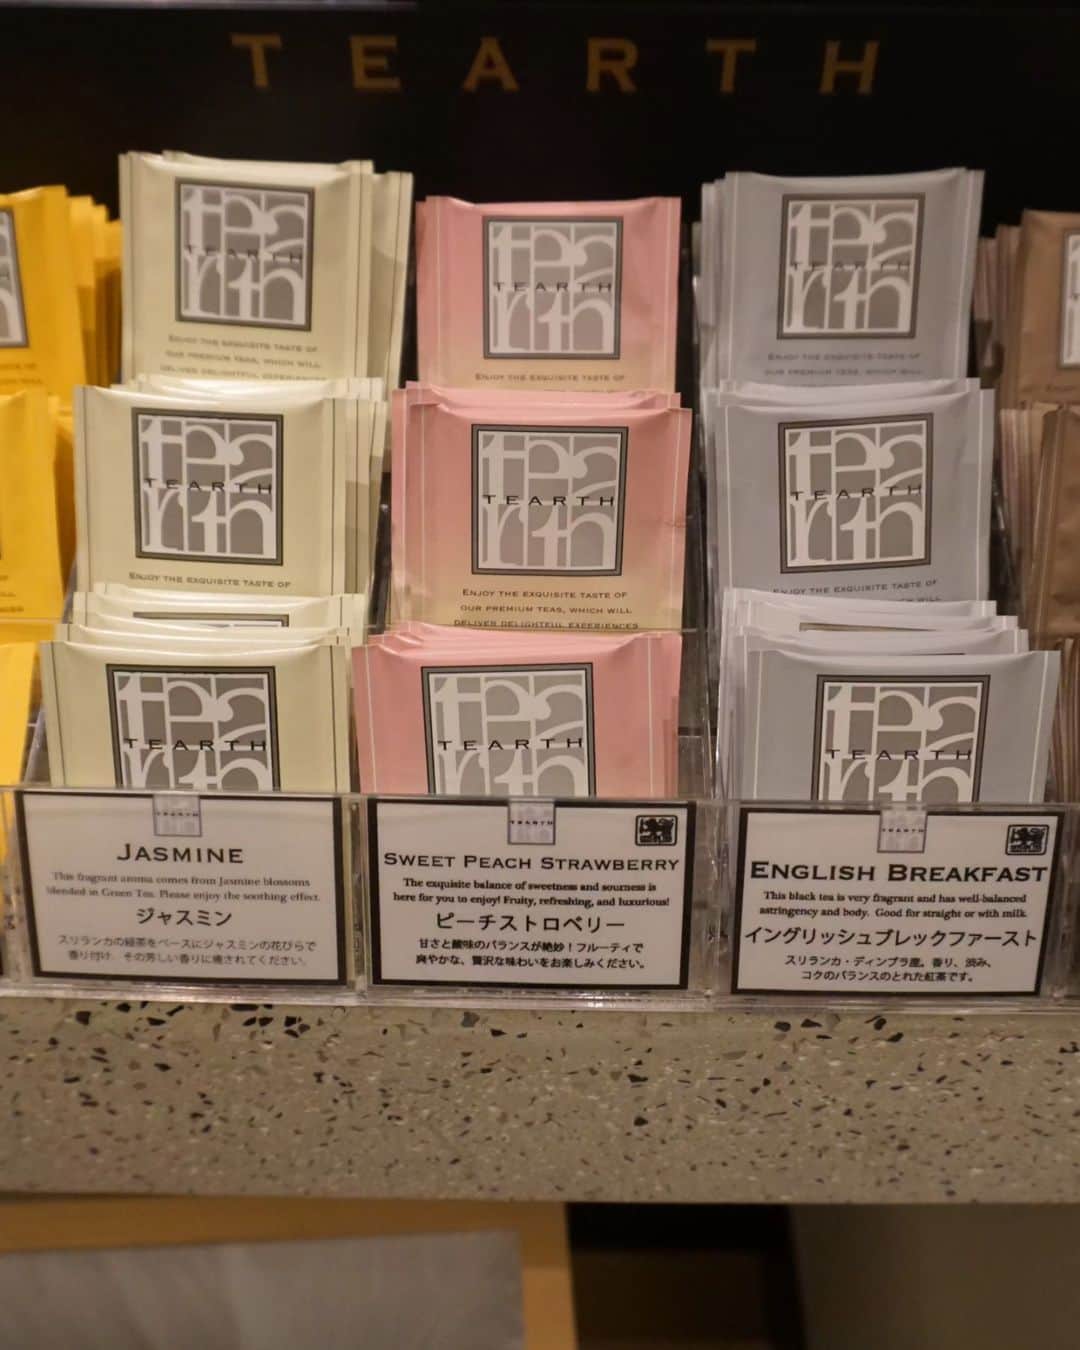 TEARTH
TEARTH
ENJOY THE EXQUISITE TASTE OF
OUR PREMIUM TEAS, WHICH WILL
DELIVER DELIGHTFUL EXPERIENCES
TEARTH
ENJOY THE EXQUISITE TASTE OF
TEARTH
ENJOY THE EXQUISITE TASTE OF
OUR PREMIUM TEAS, WHICH WILL
TEARTH
ENJOY THE EXQUISITE TASTE OF
TEARTH
ENJOY THE EXQUISITE TASTE OF
OUR PREMIUM TEAS, WHICH WILL
DELIVER DELIGHTFUL EXPERIENCES
TEARTH
ENJOY THE EXQUISITE TASTE OF
OUR PREMIUM TEAS, WHICH WILL
TEARTH
TEARTH
TEARTH
TEARTH
JASMINE
This fragrant aroma comes from Jasmine blossoms
blended in Green Tea. Please enjoy the soothing effect.
ジャスミン
スリランカの緑茶をベースにジャスミンの花びらで
香り付け。その芳しい香りに癒されてください。
TEARTH
SWEET PEACH STRAWBERRY
The exquisite balance of sweetness and sourness is
here for you to enjoy! Fruity, refreshing, and luxurious!
ピーチストロベリー
甘さと酸味のバランスが絶妙！フルーティで
爽やかな、贅沢な味わいをお楽しみください。
TEARTH
ENGLISH BREAKFAST
This black tea is very fragrant and has well-balanced
astringency and body. Good for straight or with milk
イングリッシュブレックファースト
スリランカ・ディンブラ産。香り、渋み、
コクのバランスのとれた紅茶です。